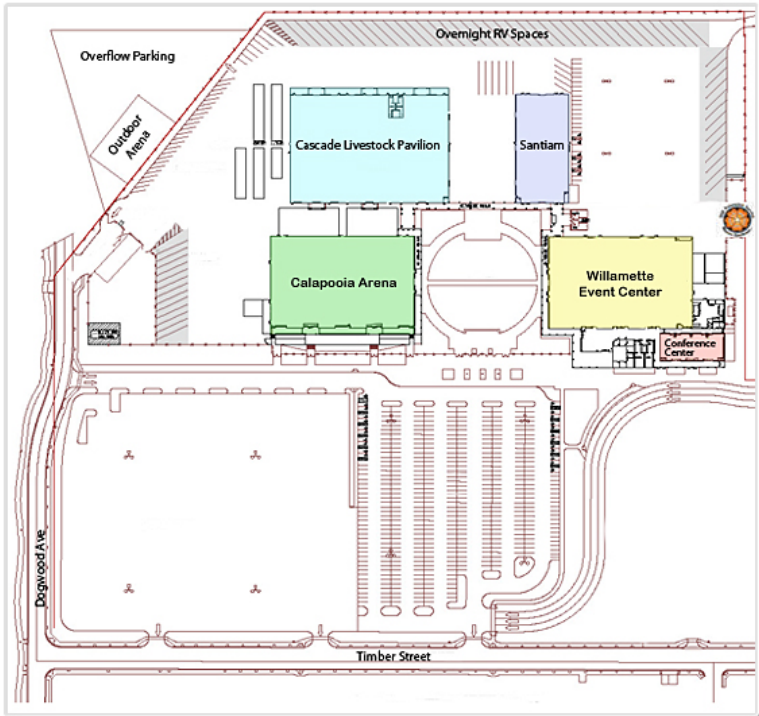 Overnight RV Spaces
Overflow Parking
Outdoor
Arena
Cascade Livestock Pavilion
Santiam
Calapooia Arena
Willamette
Event Center
Conference
Center
Dogwood Ave
Timber Street